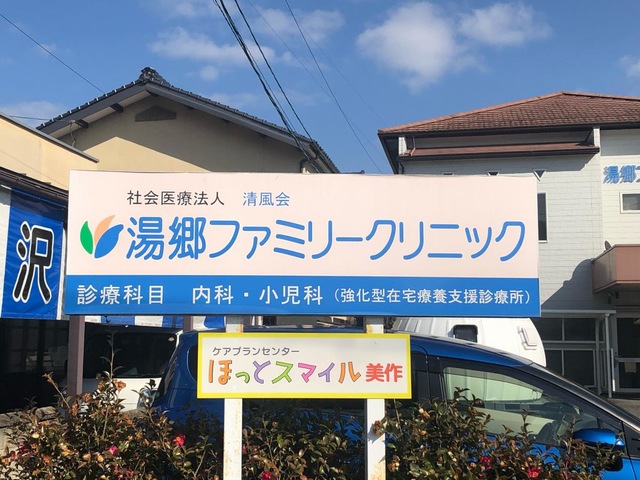 社会医療法人 清風会
湯郷ファミリークリニック
診療科目 内科・小児科（強化型在宅療養支援診療所）
ケアプランセンター
ほっとスマイル美作
沢
湯郷ファ